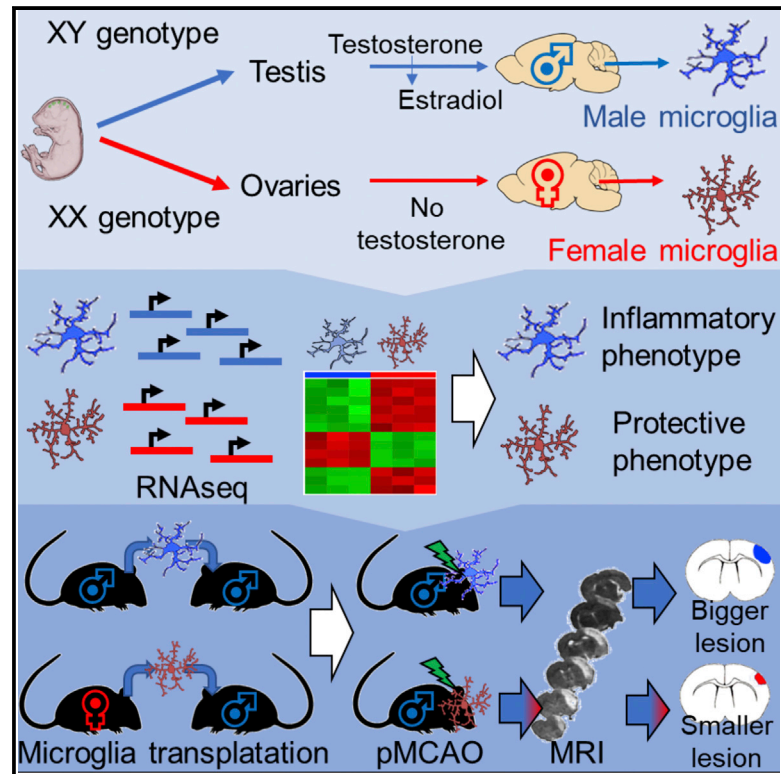 XY genotype
Testis
Testosterone
Estradiol
Male microglia
XX genotype
Ovaries
No
testosterone
Female microglia
RNAseq
Inflammatory
phenotype
Protective
phenotype
Bigger
lesion
Microglia transplatation
pMCAO
MRI
Smaller
lesion